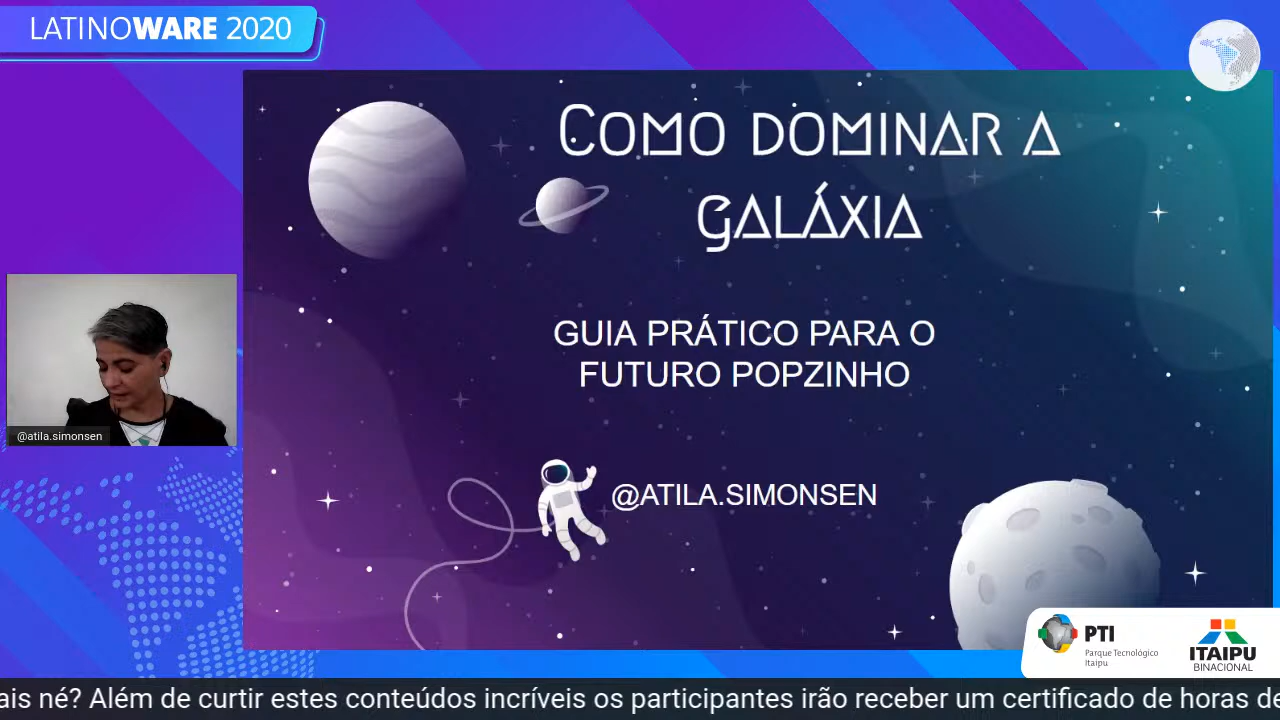 LATINOWARE 2020
COMO DOMINAR A
GALÁXIA
GUIA PRÁTICO PARA O
FUTURO POPZINHO
@ATILA.SIMONSEN
@atila.simonsen
PTI
Parque Tecnológico
Itaipu
ITAIPU
BINACIONAL
ais né? Além de curtir estes conteúdos incríveis os participantes irão receber um certificado de horas de